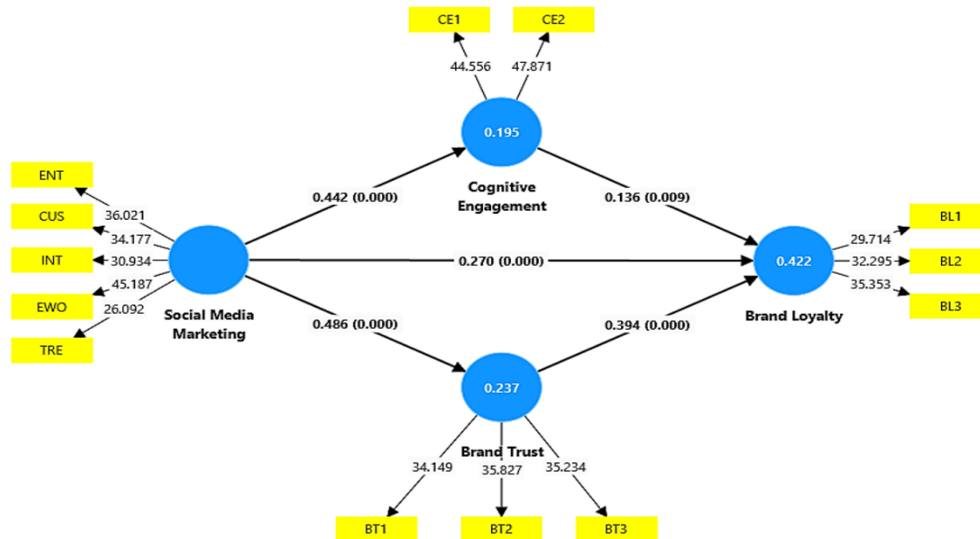 CE1
CE2
44.556
47.871
0.195
Cognitive
Engagement
ENT
CUS
INT
EWO
TRE
36.021
34.177
30.934
45.187
26.092
Social Media
Marketing
0.442 (0.000)
0.136 (0.009)
0.270 (0.000)
0.486 (0.000)
0.394 (0.000)
0.422
Brand Loyalty
29.714
32.295
35.353
BL1
BL2
BL3
0.237
Brand Trust
34.149
35.827
35.234
BT1
BT2
BT3